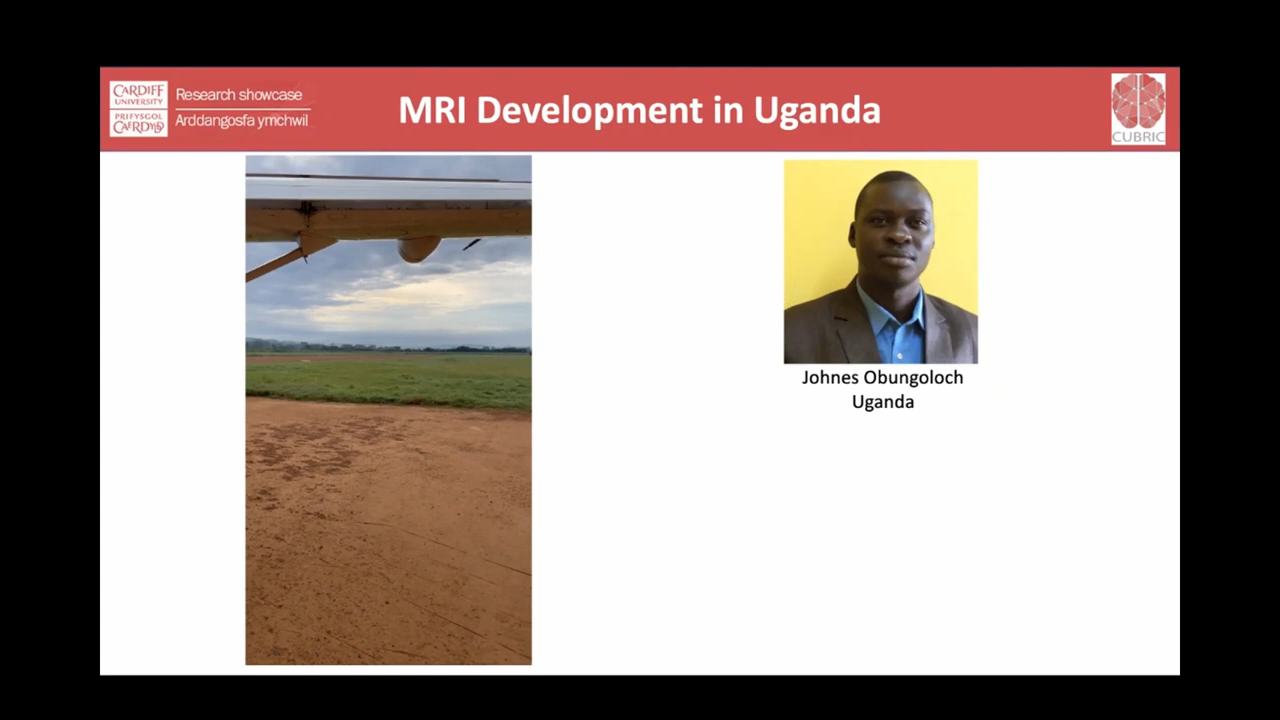 CARDIFF
UNIVERSITY
PRIFYSGOL
CAERDYDD
Research showcase
Arddangosfa ymchwil
MRI Development in Uganda
CUBRIC
Johnes Obungoloch
Uganda